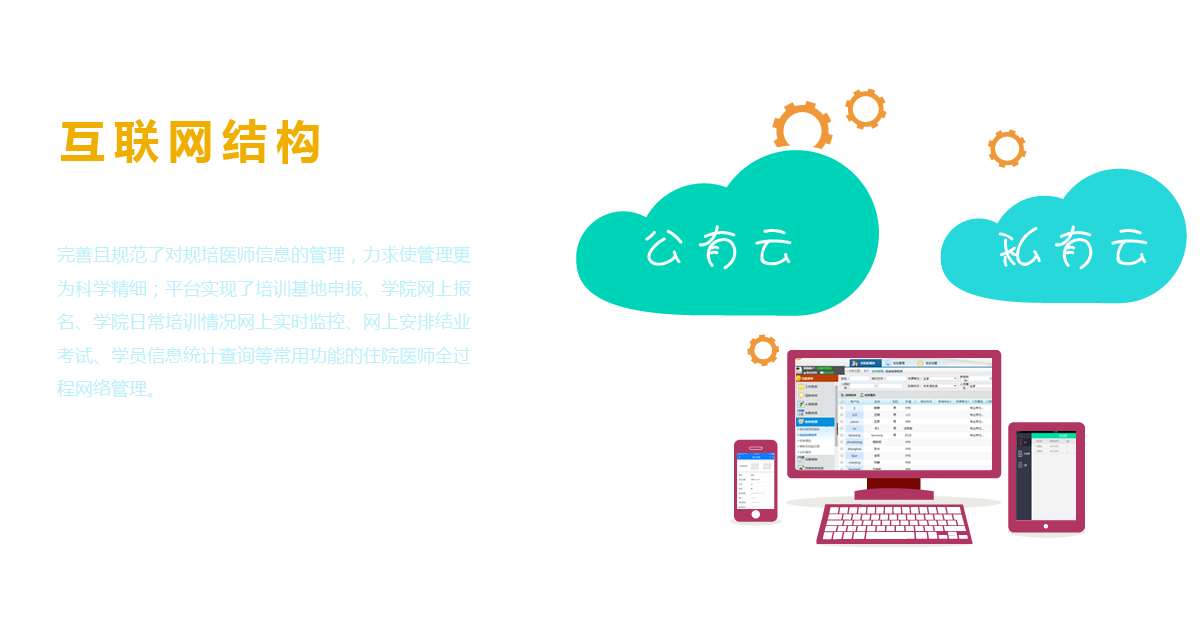 互联网结构
公有云
私有云
完善且规范了对规培医师信息的管理，力求使管理更
为科学精细；平台实现了培训基地申报、学院网上报
名、学院日常培训情况网上实时监控、网上安排结业
考试、学员信息统计查询等常用功能的住院医师全过
程网络管理。